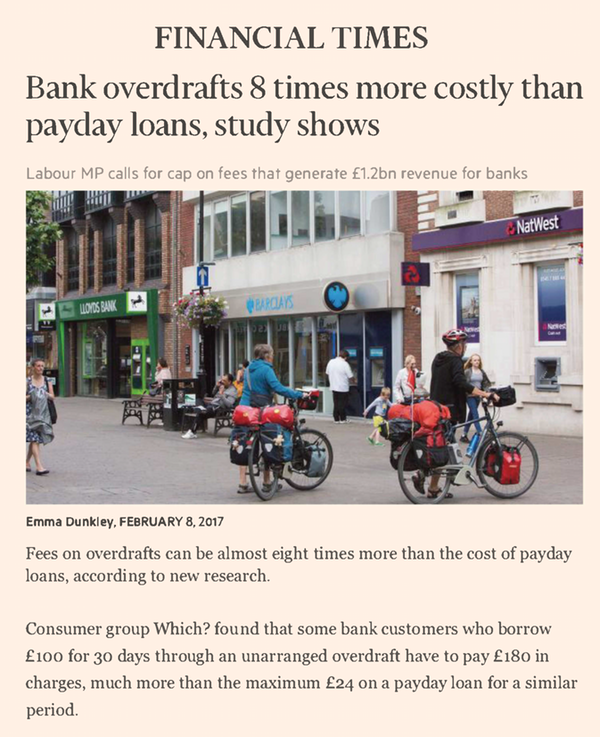 FINANCIAL TIMES
Bank overdrafts 8 times more costly than
payday loans, study shows
Labour MP calls for cap on fees that generate £1.2bn revenue for banks
LLOYDS BANK
BARCLAYS
NatWest
NatWest
NatWest
Emma Dunkley, FEBRUARY 8, 2017
Fees on overdrafts can be almost eight times more than the cost of payday
loans, according to new research.
Consumer group Which? found that some bank customers who borrow
£100 for 30 days through an unarranged overdraft have to pay £180 in
charges, much more than the maximum £24 on a payday loan for a similar
period.